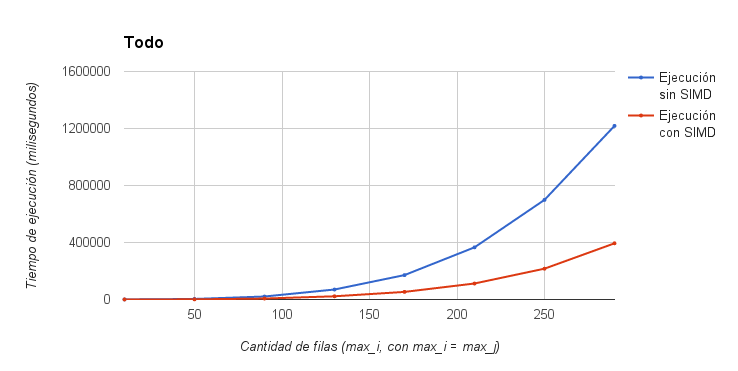 Todo
Tiempo de ejecución (milisegundos)
1600000
1200000
800000
400000
0
50
100
150
200
250
Cantidad de filas (max_i, con max_i = max_j)
Ejecución
sin SIMD
Ejecución
con SIMD